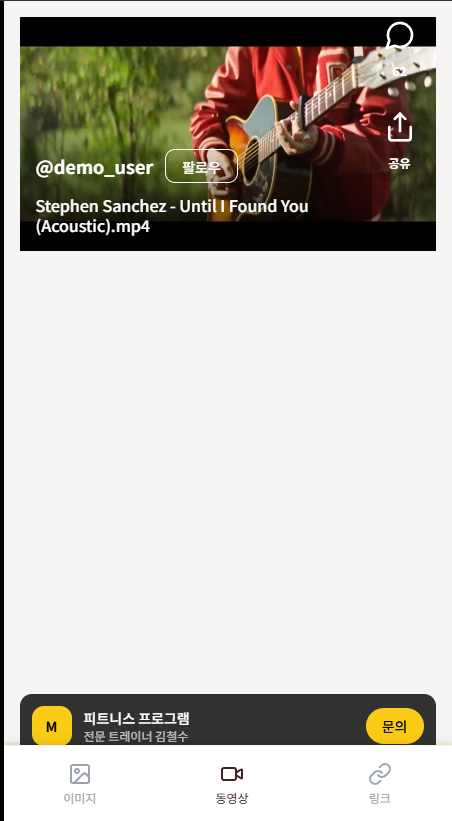 @demo_user 팔로우
공유
Stephen Sanchez - Until I Found You
(Acoustic).mp4
M
피트니스 프로그램
전문 트레이너 김철수
문의
이미지
동영상
링크